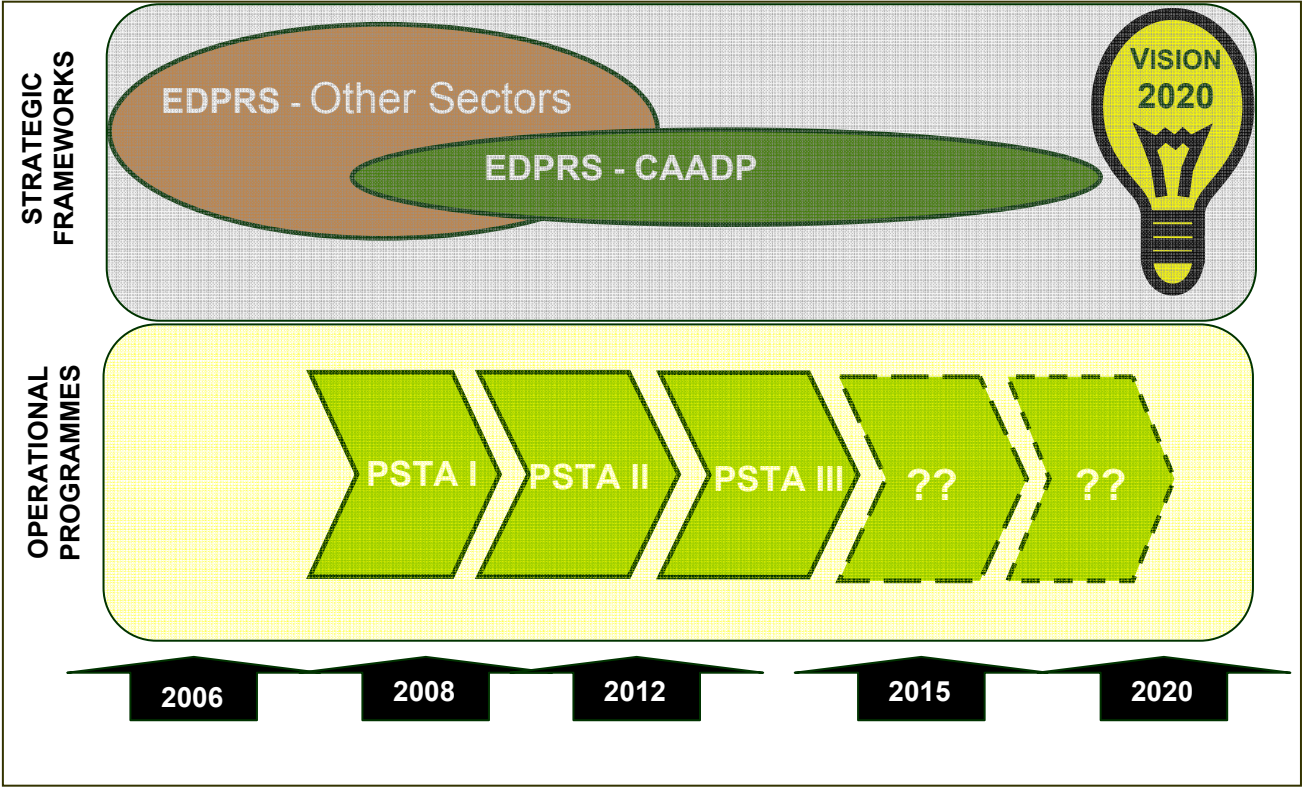 STRATEGIC
FRAMEWORKS
EDPRS - Other Sectors
EDPRS - CAADP
VISION
2020
OPERATIONAL
PROGRAMMES
PSTA I
PSTA II
PSTA III
??
??
2006
2008
2012
2015
2020